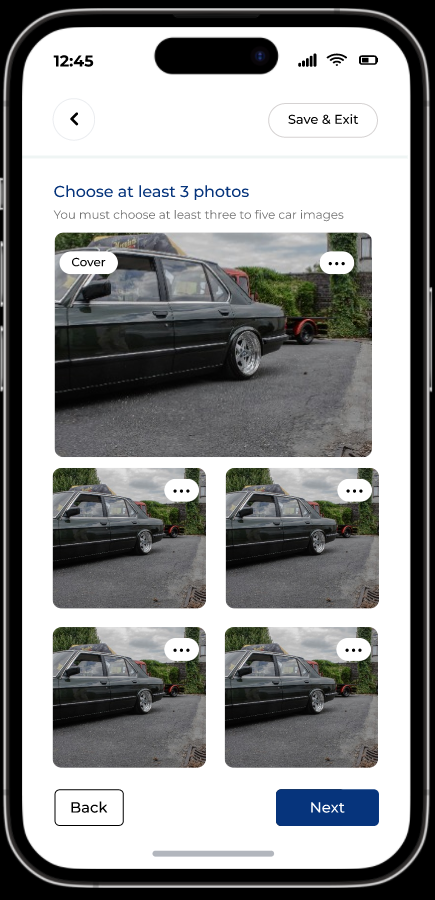 12:45
Save & Exit
Choose at least 3 photos
You must choose at least three to five car images
Cover
Back
Next